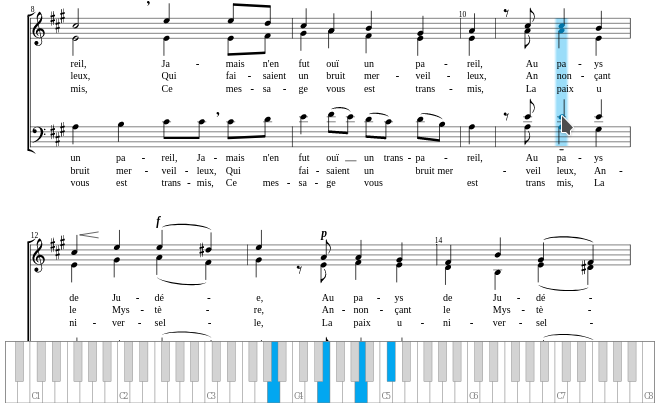 8
10
reil, Ja - mais n'en fut ouï un pa - reil, Au pa - ys
leux, Qui fai - saient un bruit mer - veil - leux, An non - çant
mis, Ce mes - sa - ge vous est trans - mis, La paix u
un pa - reil, Ja - mais n'en fut ouï __ un trans - pa - reil, Au pa - ys
bruit mer - veil - leux, Qui fai - saient un bruit mer - veil leux, An -
vous est trans - mis, Ce mes - sa - ge vous est trans mis, La
12
f
p
14
de Ju - dé - e, Au pa - ys de Ju - dé -
le Mys - tè - re, An - non - çant le Mys - tè -
ni - ver - sel - le, La paix u - ni - ver - sel -
C1 C2 C3 C4 C5 C6 C7 C8